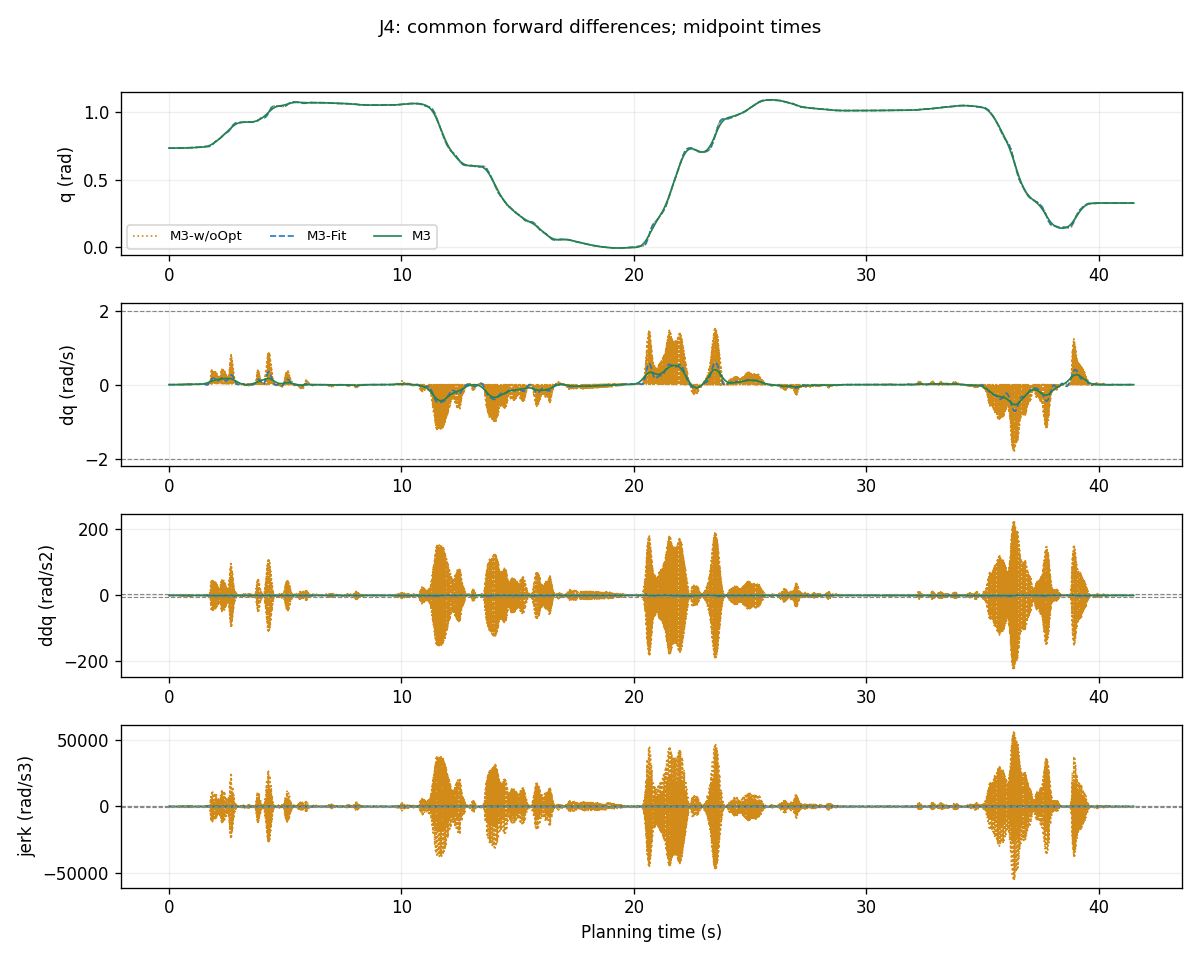 J4: common forward differences; midpoint times
q (rad)
1.0
0.5
0.0
M3-w/oOpt M3-Fit M3
0 10 20 30 40
dq (rad/s)
2
0
−2
0 10 20 30 40
ddq (rad/s2)
200
0
−200
0 10 20 30 40
jerk (rad/s3)
50000
0
−50000
0 10 20 30 40
Planning time (s)